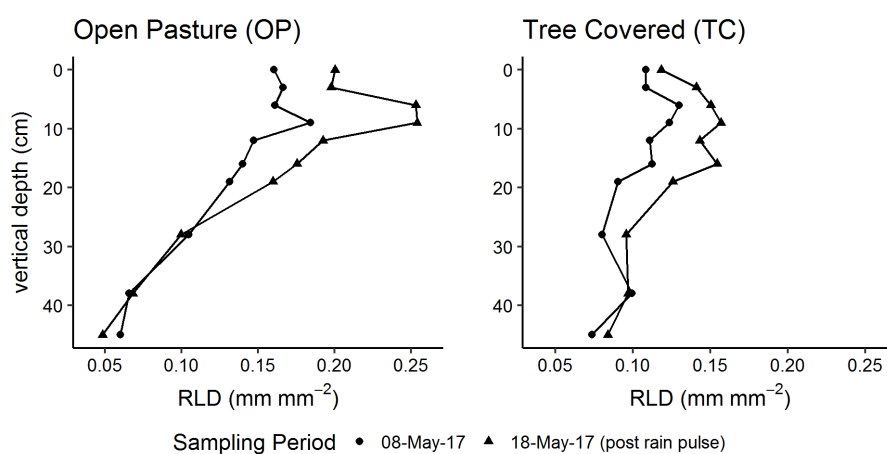 Open Pasture (OP)
Tree Covered (TC)
vertical depth (cm)
0
10
20
30
40
0
10
20
30
40
0.05 0.10 0.15 0.20 0.25
0.05 0.10 0.15 0.20 0.25
RLD (mm mm⁻²)
RLD (mm mm⁻²)
Sampling Period 08-May-17 18-May-17 (post rain pulse)